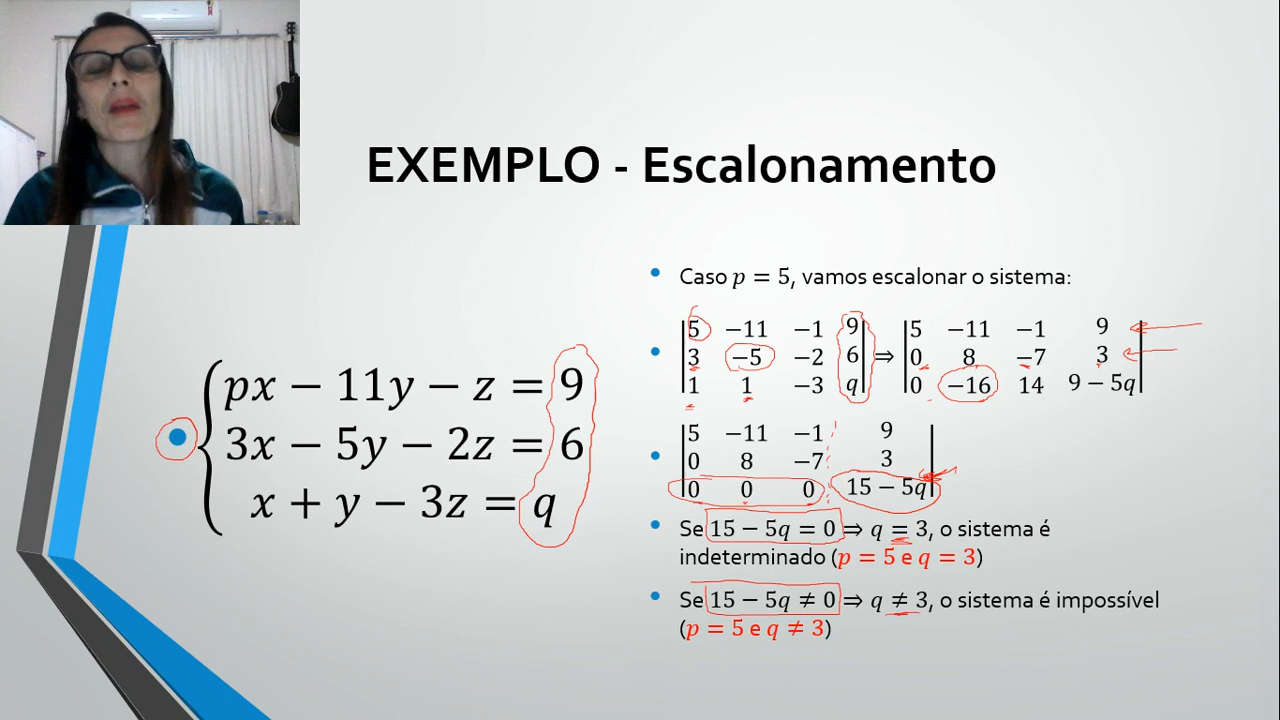 EXEMPLO - Escalonamento
px − 11y − z = 9
3x − 5y − 2z = 6
x + y − 3z = q
• Caso p = 5, vamos escalonar o sistema:
• |5 −11 −1 9| ⇒ |5 −11 −1 9|
|3 −5 −2 6| |0 8 −7 3|
|1 1 −3 q| |0 −16 14 9 − 5q|
• |5 −11 −1 9|
|0 8 −7 3|
|0 0 0 15 − 5q|
• Se 15 − 5q = 0 ⇒ q = 3, o sistema é
indeterminado (p = 5 e q = 3)
• Se 15 − 5q ≠ 0 ⇒ q ≠ 3, o sistema é impossível
(p = 5 e q ≠ 3)